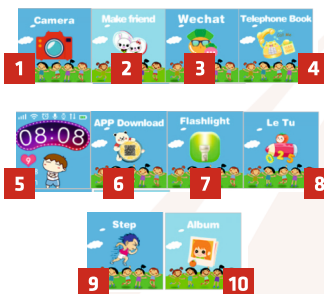 Camera
Make friend
Wechat
Telephone Book
1
2
3
4
08:08
APP Download
Flashlight
Le Tu
5
6
7
8
Step
Album
9
10